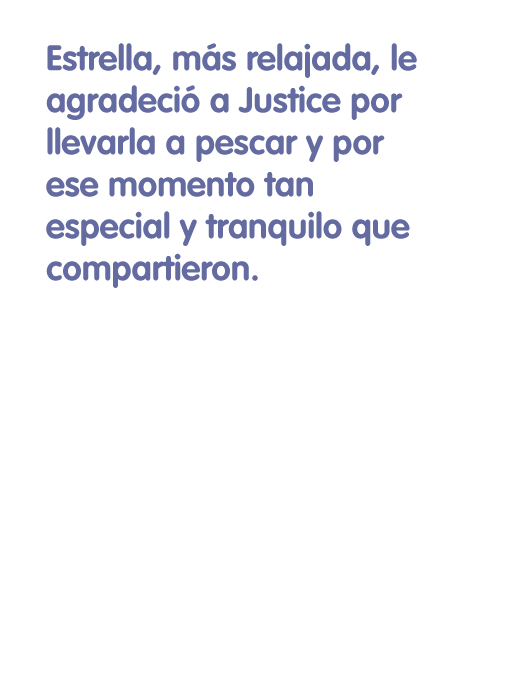 Estrella, más relajada, le
agradeció a Justice por
llevarla a pescar y por
ese momento tan
especial y tranquilo que
compartieron.